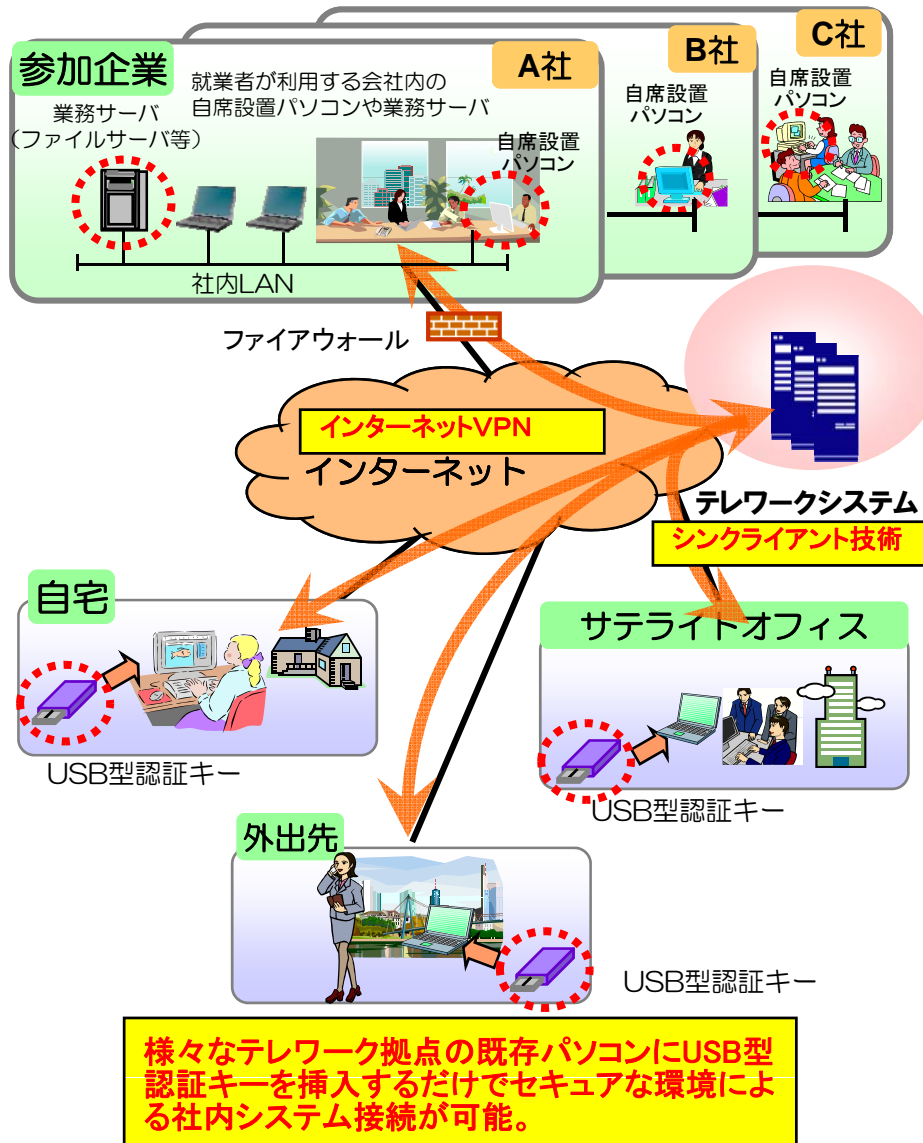 参加企業
A社
B社
C社
業務サーバ
(ファイルサーバ等)
就業者が利用する会社内の
自席設置パソコンや業務サーバ
自席設置
パソコン
自席設置
パソコン
自席設置
パソコン
社内LAN
ファイアウォール
インターネットVPN
インターネット
テレワークシステム
シンクライアント技術
自宅
USB型認証キー
サテライトオフィス
USB型認証キー
外出先
USB型認証キー
様々なテレワーク拠点の既存パソコンにUSB型
認証キーを挿入するだけでセキュアな環境によ
る社内システム接続が可能。